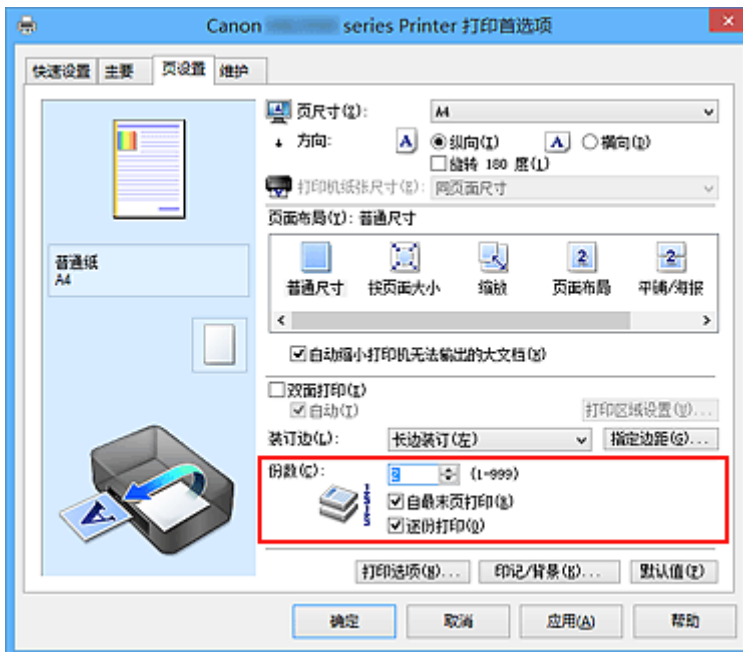 Canon series Printer 打印首选项
快速设置 主要 页设置 维护
页尺寸(Z): A4
方向: A 纵向(I) A 横向(D)
旋转 180 度(L)
打印机纸张尺寸(E): 同页面尺寸
页面布局(Y): 普通尺寸
普通纸
A4
普通尺寸 按页面大小 缩放 页面布局 平铺/海报
自动缩小打印机无法输出的大文档(X)
双面打印(X)
自动(T)
打印区域设置(U)...
装订边(L): 长边装订(左) 指定边距(G)...
份数(C): 2 (1-999)
自最末页打印(R)
逐份打印(O)
打印选项(N)... 印记/背景(K)... 默认值(F)
确定 取消 应用(A) 帮助